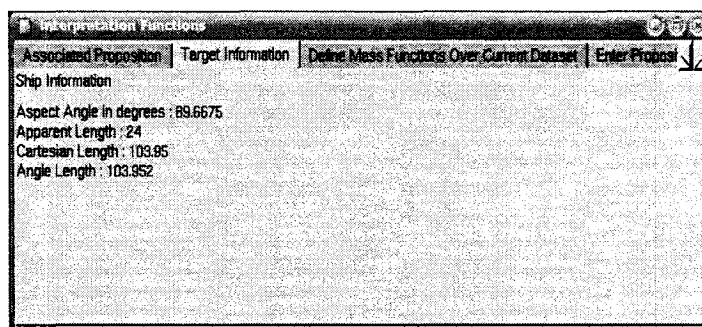 Interpretation Functions
Associated Proposition Target Information Define Mass Functions Over Current Dataset Enter Proposi
Ship Information
Aspect Angle in degrees : 89.6675
Apparent Length : 24
Cartesian Length : 103.95
Angle Length : 103.952